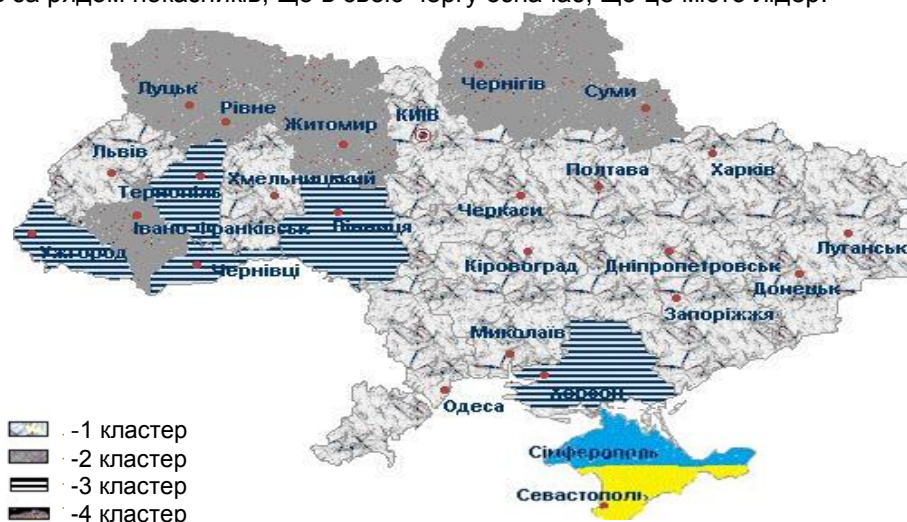 за рядом показників, що в свою чергу означає, що це місто лідер.
Чернігів
Луцьк
Суми
Рівне
КИЇВ
Житомир
Львів
Полтава
Харків
Тернопіль
Хмельницький
Черкаси
Івано-Франківськ
Вінниця
Луганськ
Ужгород
Чернівці
Кіровоград
Дніпропетровськ
Донецьк
Запоріжжя
Миколаїв
Херсон
Одеса
-1 кластер
-2 кластер
Сімферополь
-3 кластер
Севастополь
-4 кластер